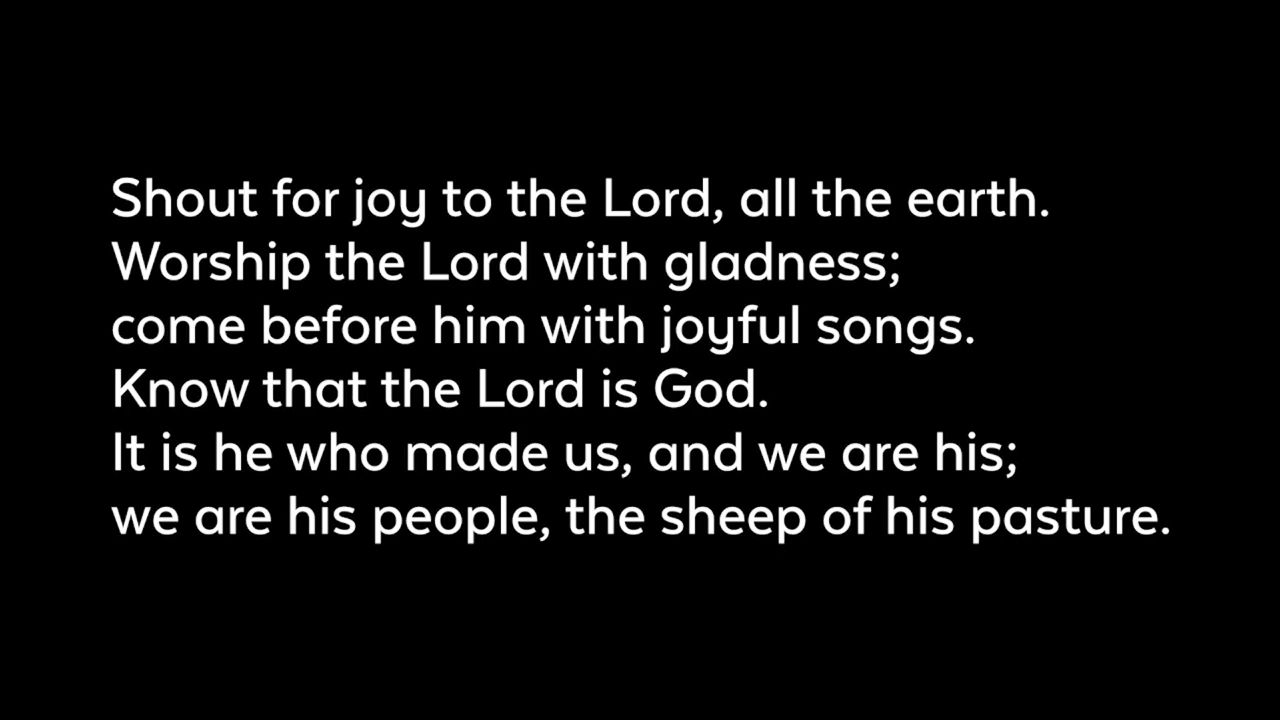 Shout for joy to the Lord, all the earth.
Worship the Lord with gladness;
come before him with joyful songs.
Know that the Lord is God.
It is he who made us, and we are his;
we are his people, the sheep of his pasture.